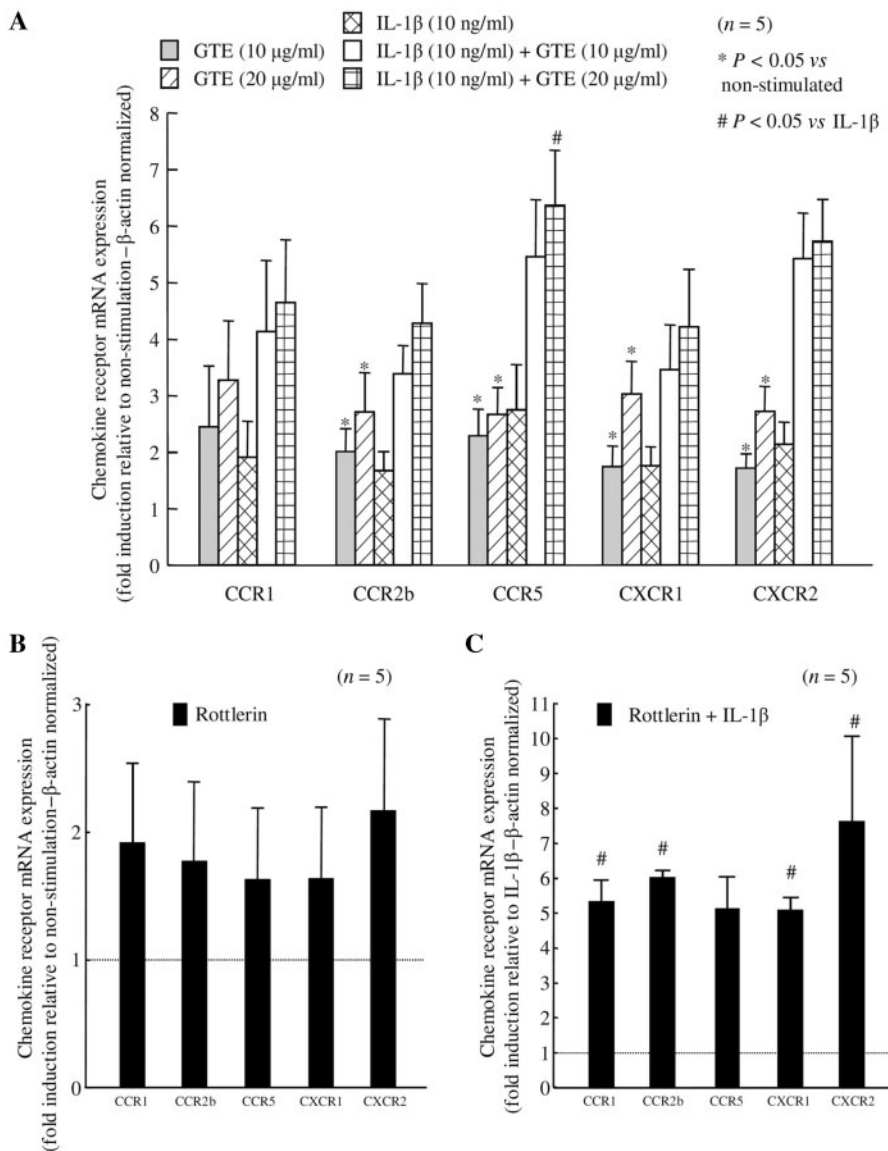 A
GTE (10 μg/ml)
GTE (20 μg/ml)
IL-1β (10 ng/ml)
IL-1β (10 ng/ml) + GTE (10 μg/ml)
IL-1β (10 ng/ml) + GTE (20 μg/ml)
(n = 5)
* P < 0.05 vs
non-stimulated
# P < 0.05 vs IL-1β
Chemokine receptor mRNA expression
(fold induction relative to non-stimulation–β-actin normalized)
8
7
6
5
4
3
2
1
0
*
*
*
*
#
*
*
*
*
CCR1
CCR2b
CCR5
CXCR1
CXCR2
B
(n = 5)
Rottlerin
Chemokine receptor mRNA expression
(fold induction relative to non-stimulation–β-actin normalized)
3
2
1
0
CCR1
CCR2b
CCR5
CXCR1
CXCR2
C
(n = 5)
Rottlerin + IL-1β
Chemokine receptor mRNA expression
(fold induction relative to IL-1β–β-actin normalized)
11
10
9
8
7
6
5
4
3
2
1
0
#
#
#
#
CCR1
CCR2b
CCR5
CXCR1
CXCR2